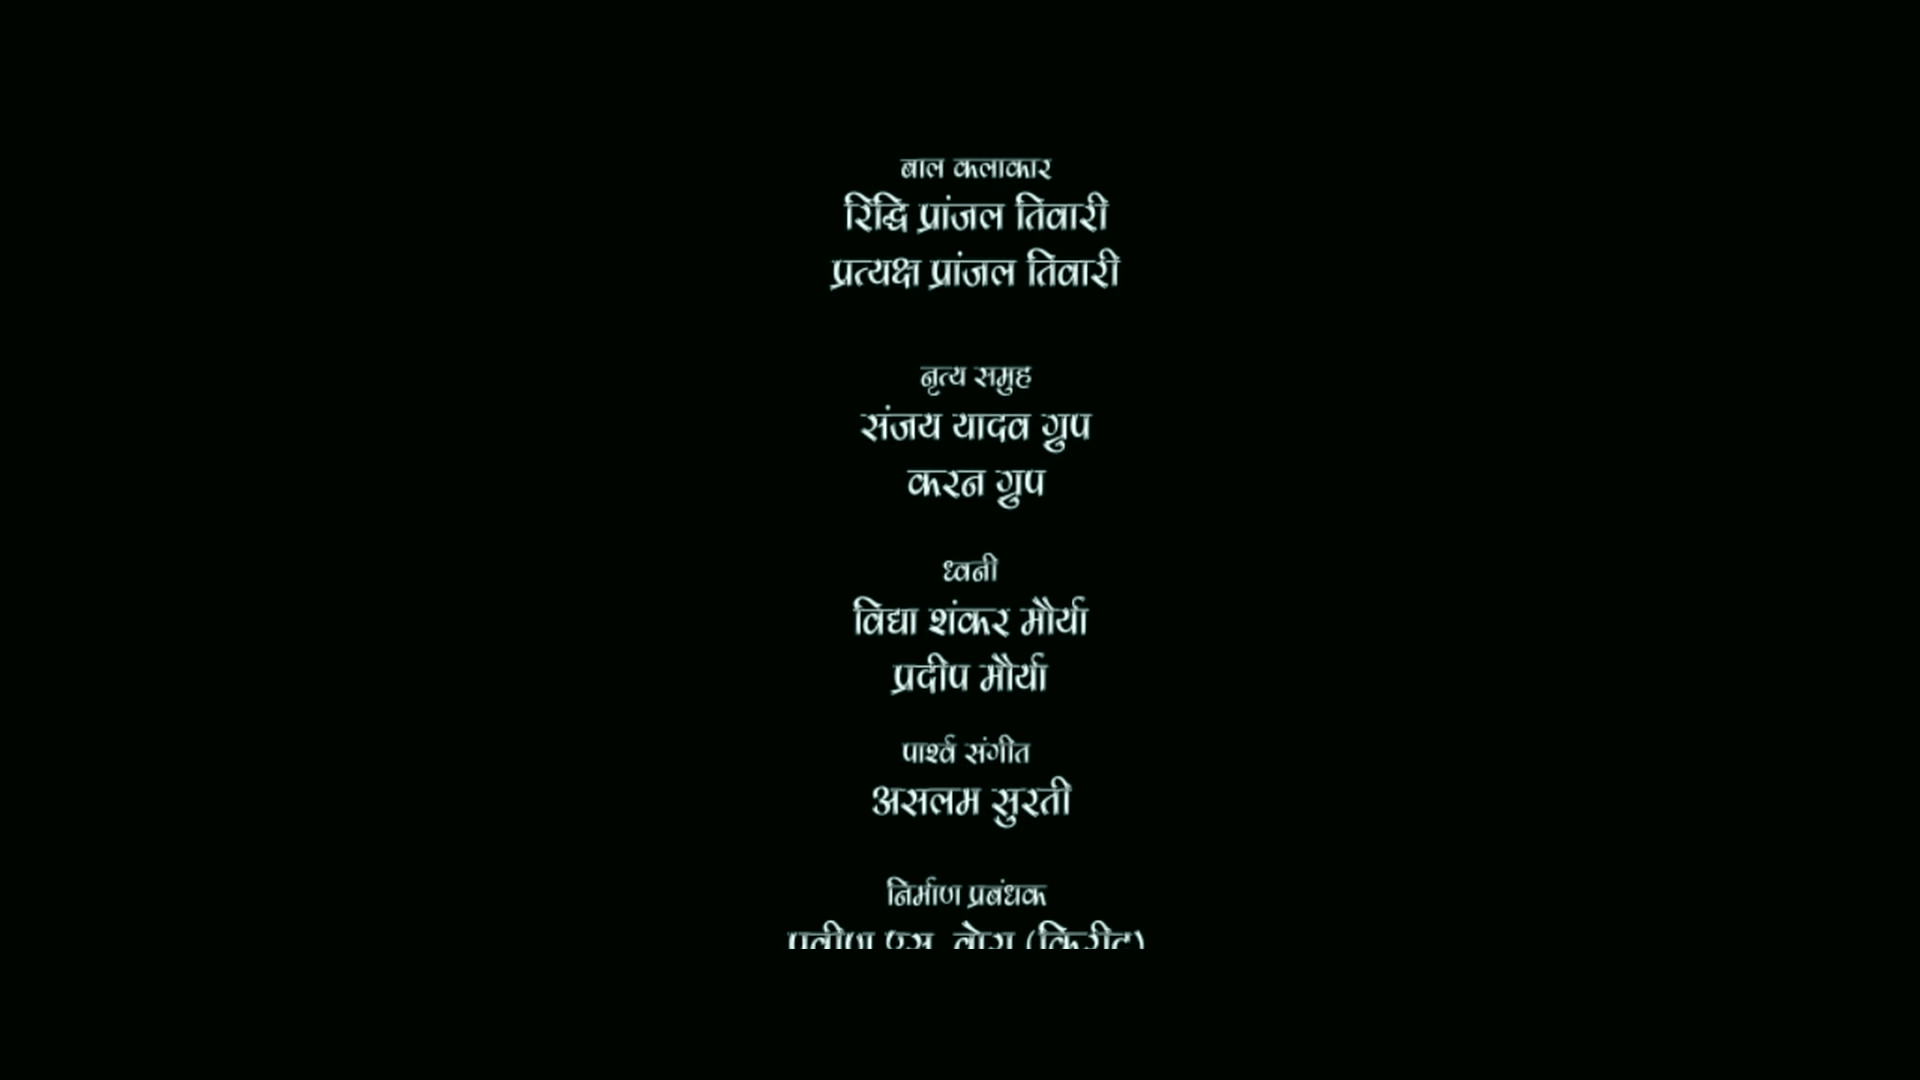 बाल कलाकार
रिद्धि प्रांजल तिवारी
प्रत्यक्ष प्रांजल तिवारी
नृत्य समुह
संजय यादव ग्रुप
करन ग्रुप
ध्वनी
विद्या शंकर मौर्या
प्रदीप मौर्या
पार्श्व संगीत
असलम सुरती
निर्माण प्रबंधक